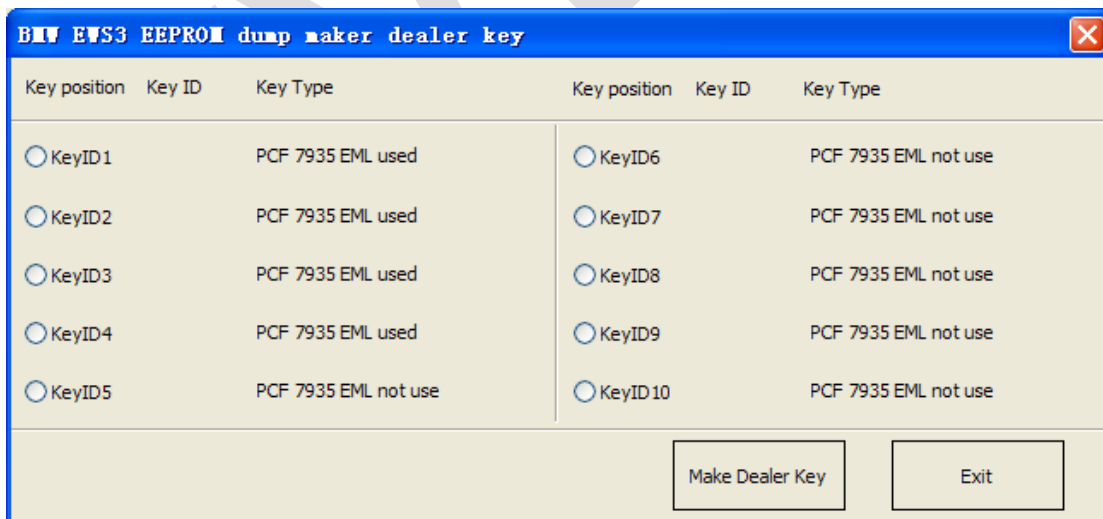 BMW EWS3 EEPROM dump maker dealer key
Key position Key ID Key Type Key position Key ID Key Type
KeyID1 PCF 7935 EML used KeyID6 PCF 7935 EML not use
KeyID2 PCF 7935 EML used KeyID7 PCF 7935 EML not use
KeyID3 PCF 7935 EML used KeyID8 PCF 7935 EML not use
KeyID4 PCF 7935 EML used KeyID9 PCF 7935 EML not use
KeyID5 PCF 7935 EML not use KeyID10 PCF 7935 EML not use
Make Dealer Key Exit